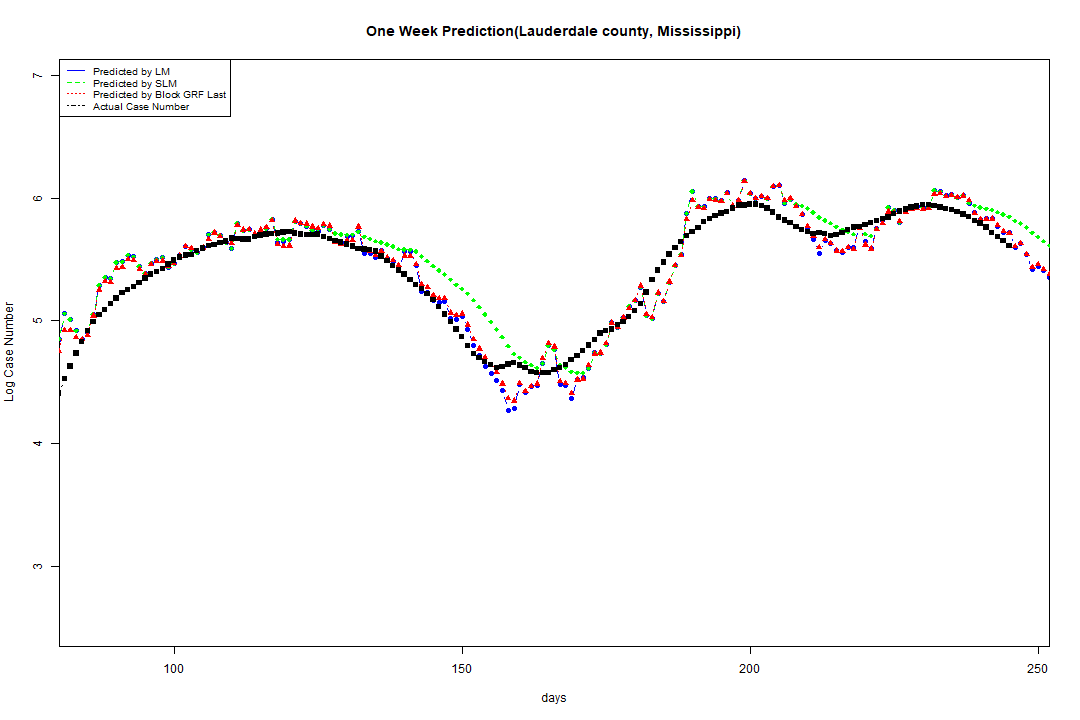 One Week Prediction(Lauderdale county, Mississippi)
Predicted by LM
Predicted by SLM
Predicted by Block GRF Last
Actual Case Number
7
6
5
4
3
Log Case Number
100 150 200 250
days